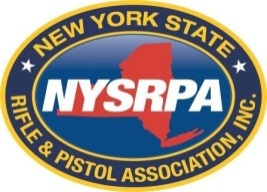 NEW YORK STATE
NYSRPA
RIFLE & PISTOL ASSOCIATION, INC.